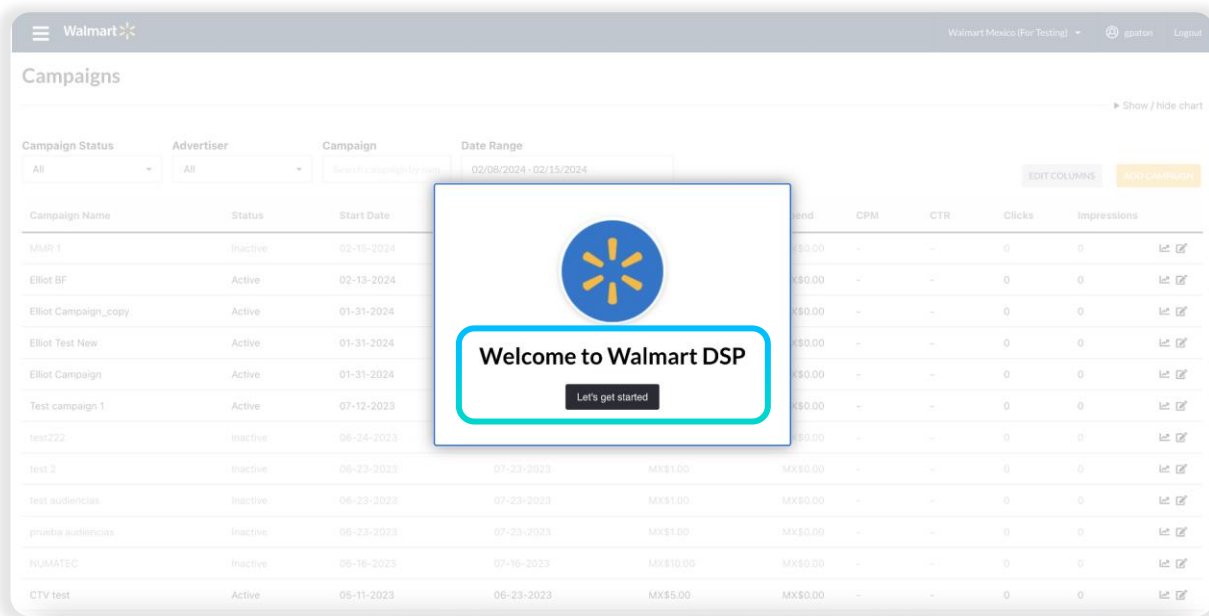 Walmart
Walmart Mexico (For Testing) gpaton Logout
Campaigns
Show / hide chart
Campaign Status Advertiser Campaign Date Range
All All 02/08/2024 - 02/15/2024
EDIT COLUMNS ADD CAMPAIGN
Campaign Name Status Start Date CPM CTR Clicks Impressions
MMR 1 Inactive 02-15-2024 X$0.00 - - 0 0
Elliot BF Active 02-13-2024 X$0.00 - - 0 0
Elliot Campaign_copy Active 01-31-2024 X$0.00 - - 0 0
Elliot Test New Active 01-31-2024 X$0.00 - - 0 0
Elliot Campaign Active 01-31-2024 X$0.00 - - 0 0
Test campaign 1 Active 07-12-2023 X$0.00 - - 0 0
test222 Inactive 06-24-2023 X$0.00 - - 0 0
test 2 Inactive 06-23-2023 07-23-2023 MX$1.00 MX$0.00 - - 0 0
test audiencias Inactive 06-23-2023 07-23-2023 MX$1.00 MX$0.00 - - 0 0
prueba audiencias Inactive 06-23-2023 07-23-2023 MX$1.00 MX$0.00 - - 0 0
NUMATEC Inactive 06-16-2023 07-16-2023 MX$10.00 MX$0.00 - - 0 0
CTV test Active 05-11-2023 06-23-2023 MX$5.00 MX$0.00 - - 0 0
Welcome to Walmart DSP
Let's get started